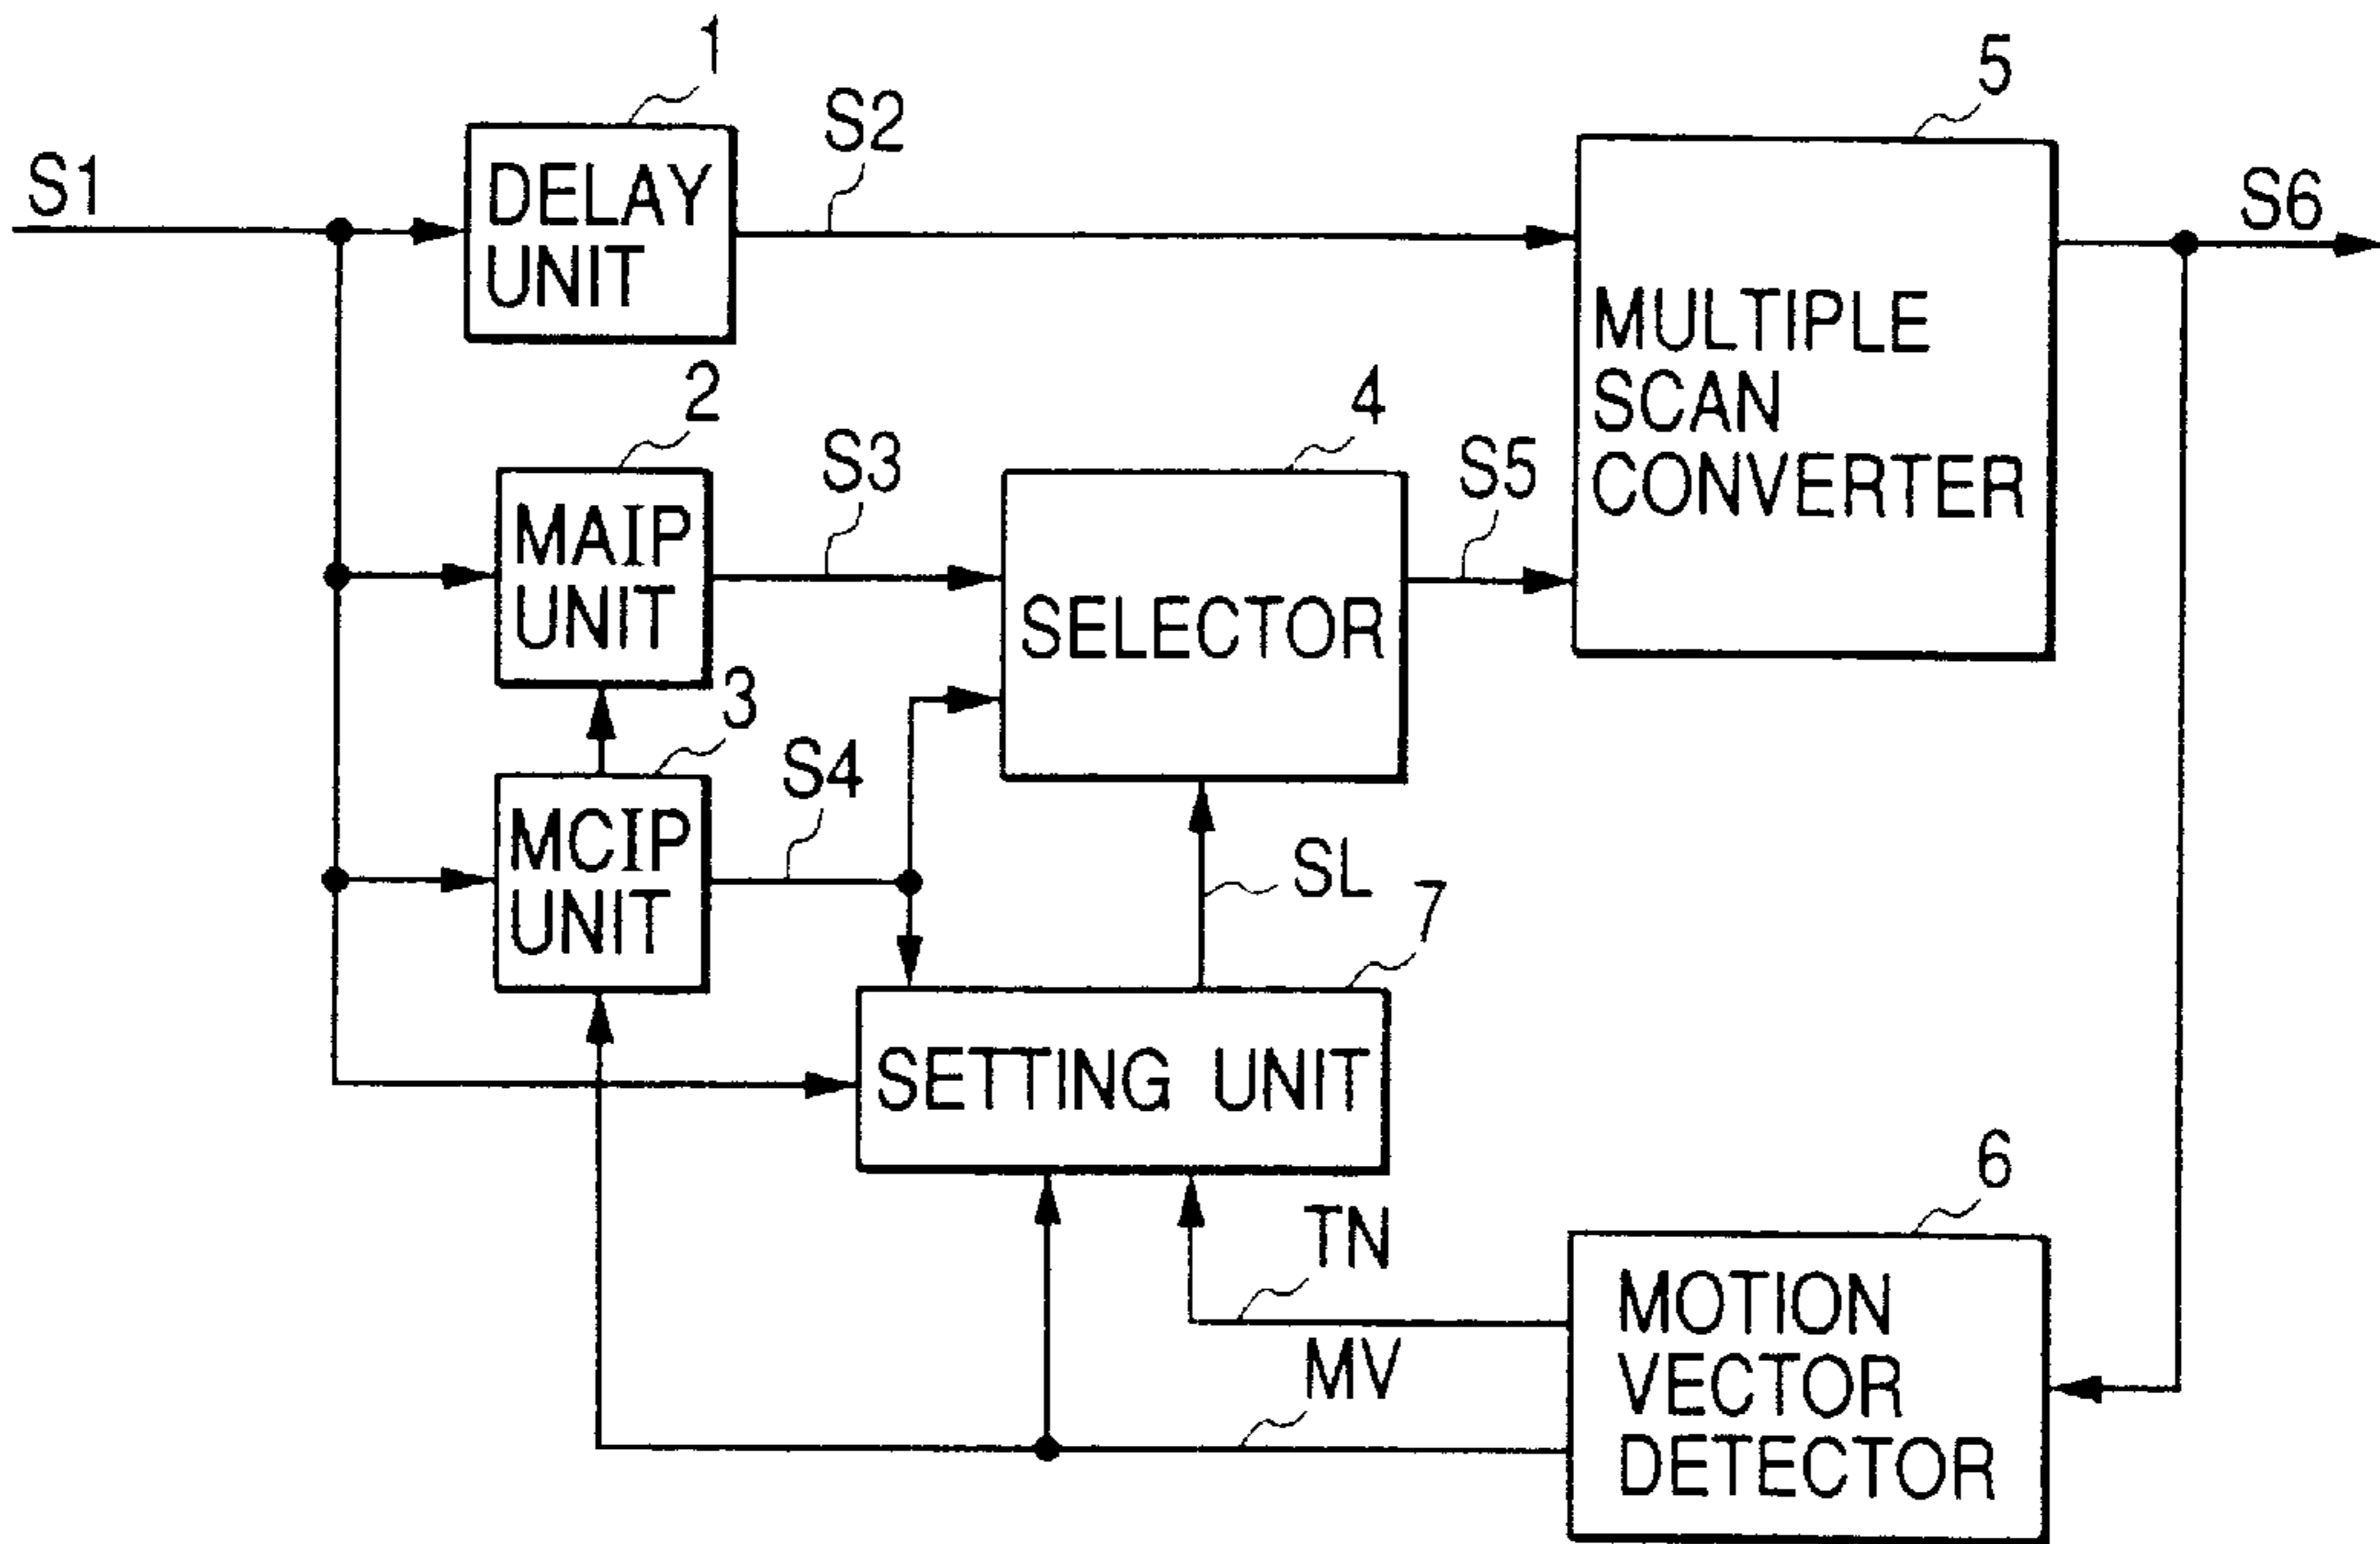 1
5
S1
S2
S6
DELAY
UNIT
MULTIPLE
SCAN
CONVERTER
2
4
S3
S5
MAIP
UNIT
SELECTOR
3
S4
MCIP
UNIT
SL
7
SETTING UNIT
6
TN
MV
MOTION
VECTOR
DETECTOR